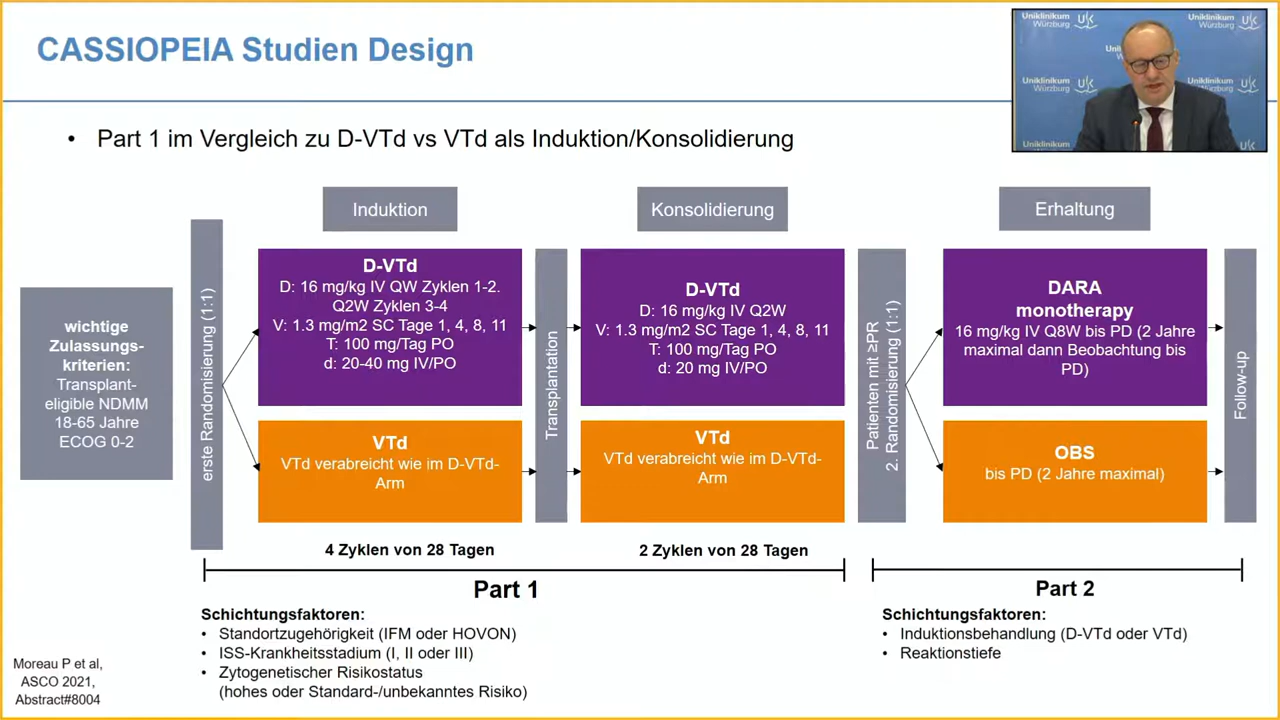 CASSIOPEIA Studien Design
Uniklinikum
Würzburg
Uniklinikum
Würzburg
Uniklinikum
Würzburg
Uniklinikum
Würzburg
• Part 1 im Vergleich zu D-VTd vs VTd als Induktion/Konsolidierung
Induktion
Konsolidierung
Erhaltung
wichtige
Zulassungs-
kriterien:
Transplant-
eligible NDMM
18-65 Jahre
ECOG 0-2
erste Randomisierung (1:1)
D-VTd
D: 16 mg/kg IV QW Zyklen 1-2.
Q2W Zyklen 3-4
V: 1.3 mg/m2 SC Tage 1, 4, 8, 11
T: 100 mg/Tag PO
d: 20-40 mg IV/PO
VTd
VTd verabreicht wie im D-VTd-
Arm
Transplantation
D-VTd
D: 16 mg/kg IV Q2W
V: 1.3 mg/m2 SC Tage 1, 4, 8, 11
T: 100 mg/Tag PO
d: 20 mg IV/PO
VTd
VTd verabreicht wie im D-VTd-
Arm
Patienten mit ≥PR
2. Randomisierung (1:1)
DARA
monotherapy
16 mg/kg IV Q8W bis PD (2 Jahre
maximal dann Beobachtung bis
PD)
OBS
bis PD (2 Jahre maximal)
Follow-up
4 Zyklen von 28 Tagen
2 Zyklen von 28 Tagen
Part 1
Part 2
Schichtungsfaktoren:
• Standortzugehörigkeit (IFM oder HOVON)
• ISS-Krankheitsstadium (I, II oder III)
• Zytogenetischer Risikostatus
(hohes oder Standard-/unbekanntes Risiko)
Schichtungsfaktoren:
• Induktionsbehandlung (D-VTd oder VTd)
• Reaktionstiefe
Moreau P et al,
ASCO 2021,
Abstract#8004